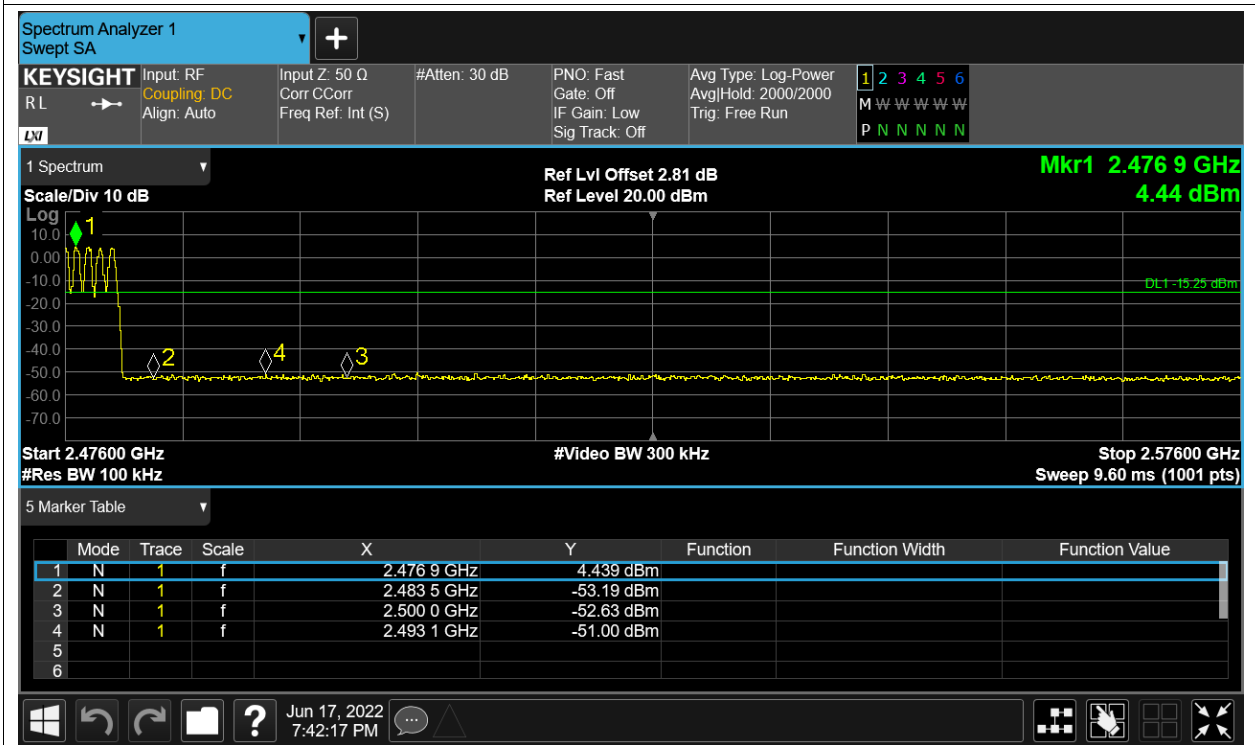 Spectrum Analyzer 1
Swept SA
KEYSIGHT
R L
LXI
Input: RF
Coupling: DC
Align: Auto
Input Z: 50 Ω
Corr CCorr
Freq Ref: Int (S)
#Atten: 30 dB
PNO: Fast
Gate: Off
IF Gain: Low
Sig Track: Off
Avg Type: Log-Power
Avg|Hold: 2000/2000
Trig: Free Run
1 2 3 4 5 6
M W W W W W
P N N N N N
1 Spectrum
Scale/Div 10 dB
Ref Lvl Offset 2.81 dB
Ref Level 20.00 dBm
Mkr1 2.476 9 GHz
4.44 dBm
Log
10.0
0.00
-10.0
-20.0
-30.0
-40.0
-50.0
-60.0
-70.0
1
2
4
3
DL1 -15.25 dBm
Start 2.47600 GHz
#Video BW 300 kHz
Stop 2.57600 GHz
#Res BW 100 kHz
Sweep 9.60 ms (1001 pts)
5 Marker Table
Mode Trace Scale X Y Function Function Width Function Value
1 N 1 f 2.476 9 GHz 4.439 dBm
2 N 1 f 2.483 5 GHz -53.19 dBm
3 N 1 f 2.500 0 GHz -52.63 dBm
4 N 1 f 2.493 1 GHz -51.00 dBm
5
6
?
Jun 17, 2022
7:42:17 PM